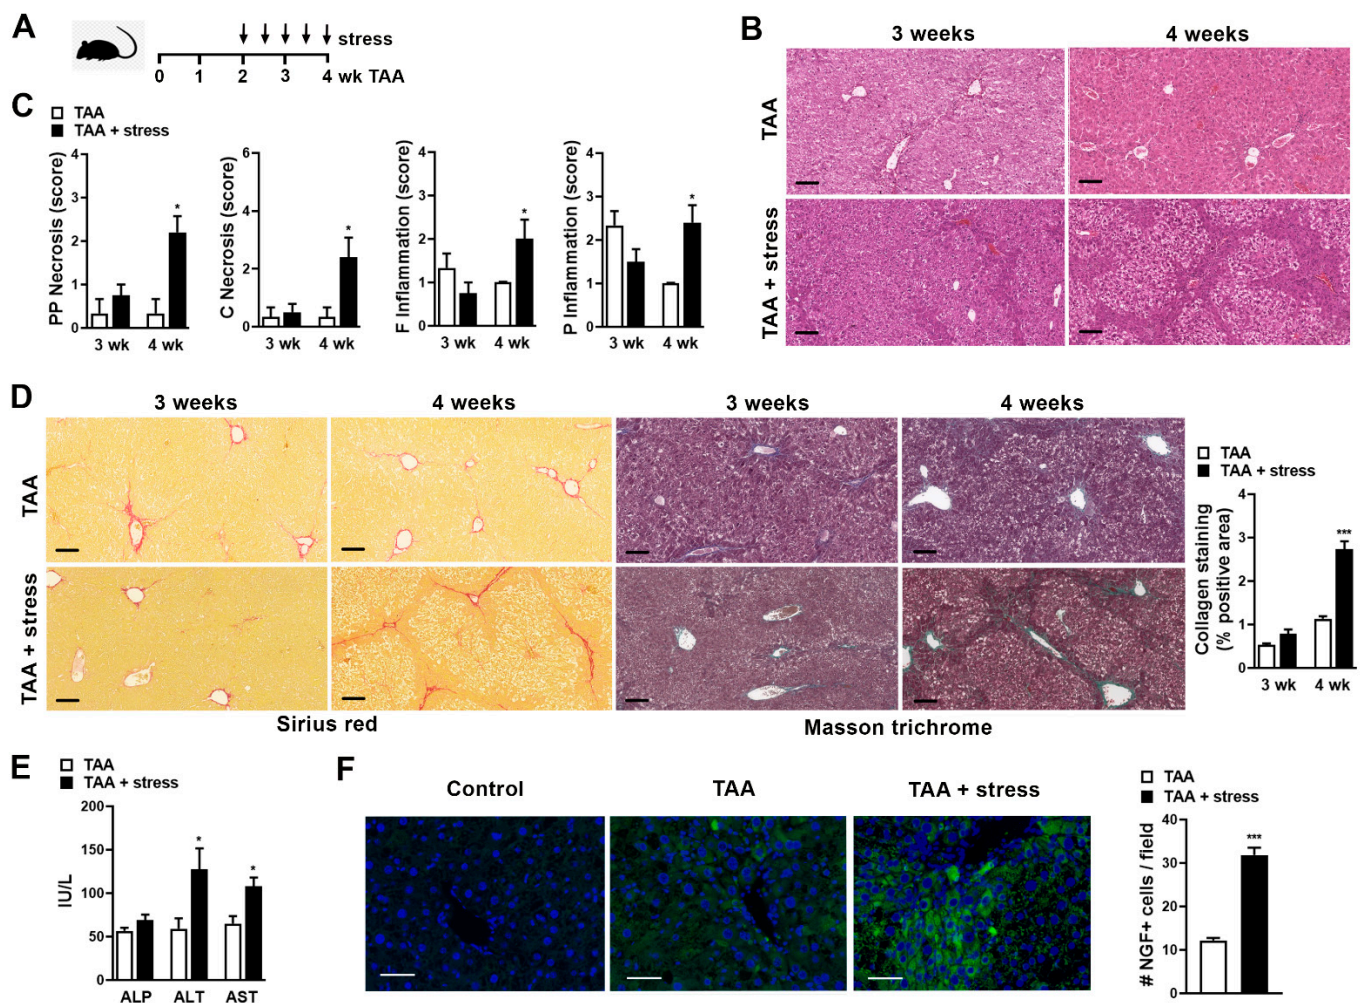 A
stress
0 1 2 3 4 wk TAA
B
3 weeks
4 weeks
TAA
TAA + stress
C
TAA
TAA + stress
PP Necrosis (score)
4
3
2
1
0
*
3 wk
4 wk
C Necrosis (score)
6
4
2
0
*
3 wk
4 wk
F Inflammation (score)
4
3
2
1
0
*
3 wk
4 wk
P Inflammation (score)
4
3
2
1
0
*
3 wk
4 wk
D
3 weeks
4 weeks
3 weeks
4 weeks
TAA
TAA + stress
Sirius red
Masson trichrome
TAA
TAA + stress
Collagen staining
(% positive area)
4
3
2
1
0
***
3 wk
4 wk
E
TAA
TAA + stress
IU/L
200
150
100
50
0
*
*
ALP
ALT
AST
F
Control
TAA
TAA + stress
TAA
TAA + stress
# NGF+ cells / field
40
30
20
10
0
***